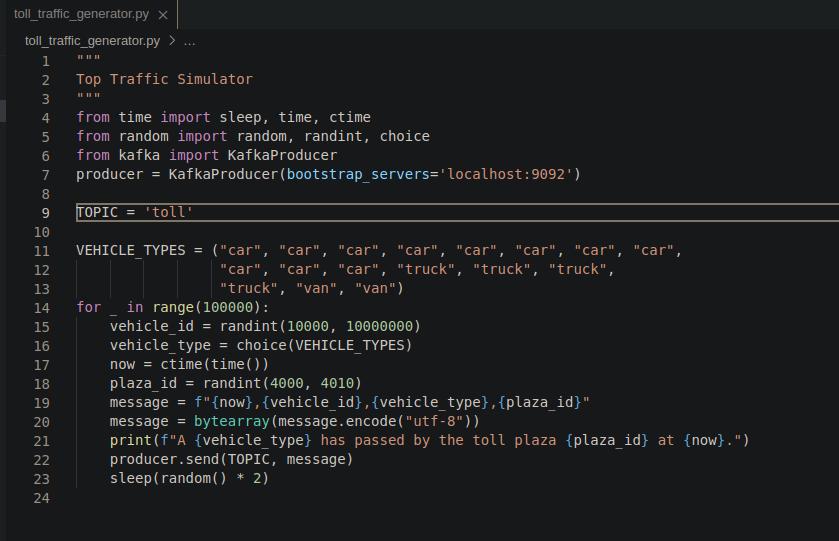 toll_traffic_generator.py ×
toll_traffic_generator.py > ...
1 """
2 Top Traffic Simulator
3 """
4 from time import sleep, time, ctime
5 from random import random, randint, choice
6 from kafka import KafkaProducer
7 producer = KafkaProducer(bootstrap_servers='localhost:9092')
8
9 TOPIC = 'toll'
10
11 VEHICLE_TYPES = ("car", "car", "car", "car", "car", "car", "car", "car",
12                  "car", "car", "car", "truck", "truck", "truck",
13                  "truck", "van", "van")
14 for _ in range(100000):
15     vehicle_id = randint(10000, 10000000)
16     vehicle_type = choice(VEHICLE_TYPES)
17     now = ctime(time())
18     plaza_id = randint(4000, 4010)
19     message = f"{now},{vehicle_id},{vehicle_type},{plaza_id}"
20     message = bytearray(message.encode("utf-8"))
21     print(f"A {vehicle_type} has passed by the toll plaza {plaza_id} at {now}.")
22     producer.send(TOPIC, message)
23     sleep(random() * 2)
24